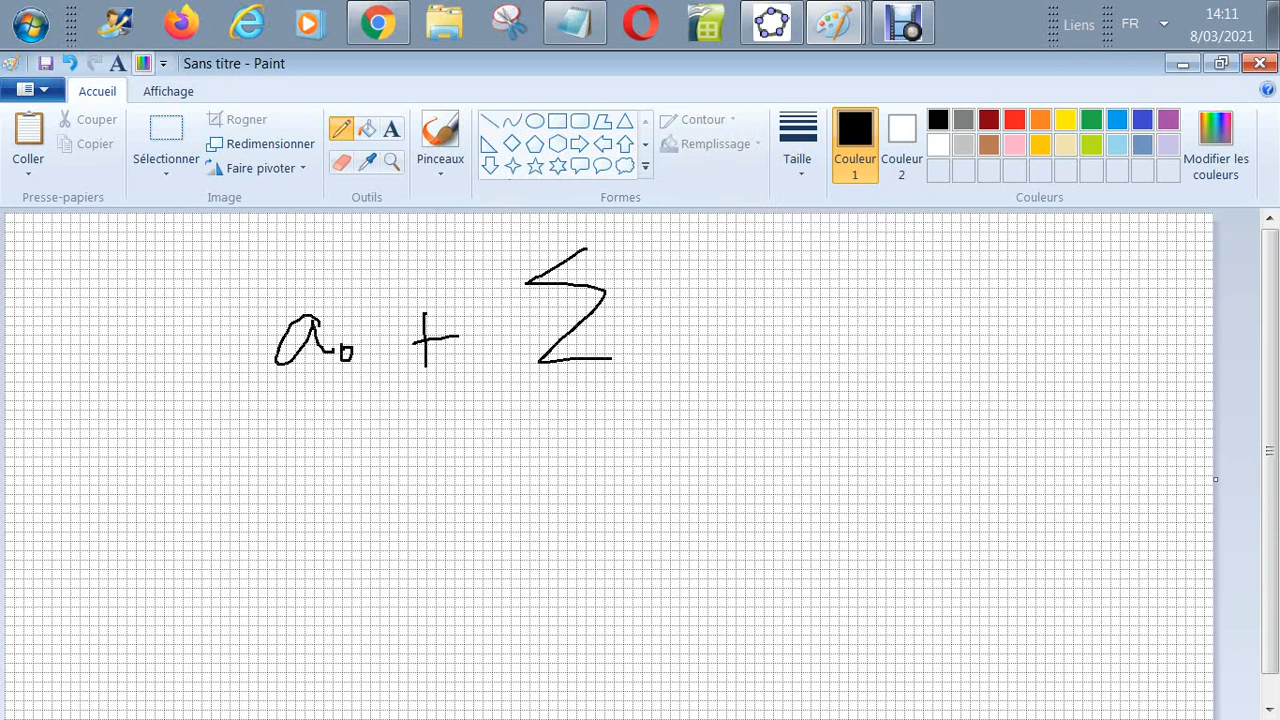 Liens FR 14:11
8/03/2021
Sans titre - Paint
Accueil Affichage
Coller
Couper
Copier
Presse-papiers
Sélectionner
Rogner
Redimensionner
Faire pivoter
Image
A
Outils
Pinceaux
Contour
Remplissage
Formes
Taille
Couleur 1
Couleur 2
Modifier les couleurs
Couleurs
a₀ + Σ